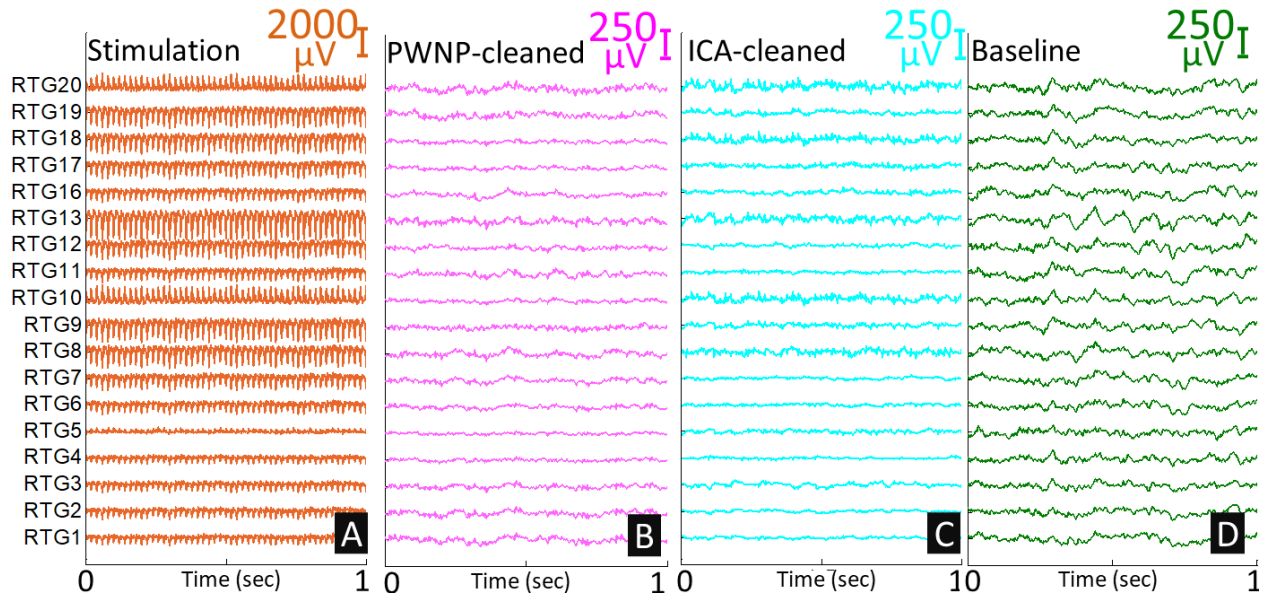 Stimulation 2000 µV
PWNP-cleaned 250 µV
ICA-cleaned 250 µV
Baseline 250 µV
RTG20
RTG19
RTG18
RTG17
RTG16
RTG13
RTG12
RTG11
RTG10
RTG9
RTG8
RTG7
RTG6
RTG5
RTG4
RTG3
RTG2
RTG1
A
B
C
D
0 Time (sec) 1
0 Time (sec) 1
0 Time (sec) 1
0 Time (sec) 1